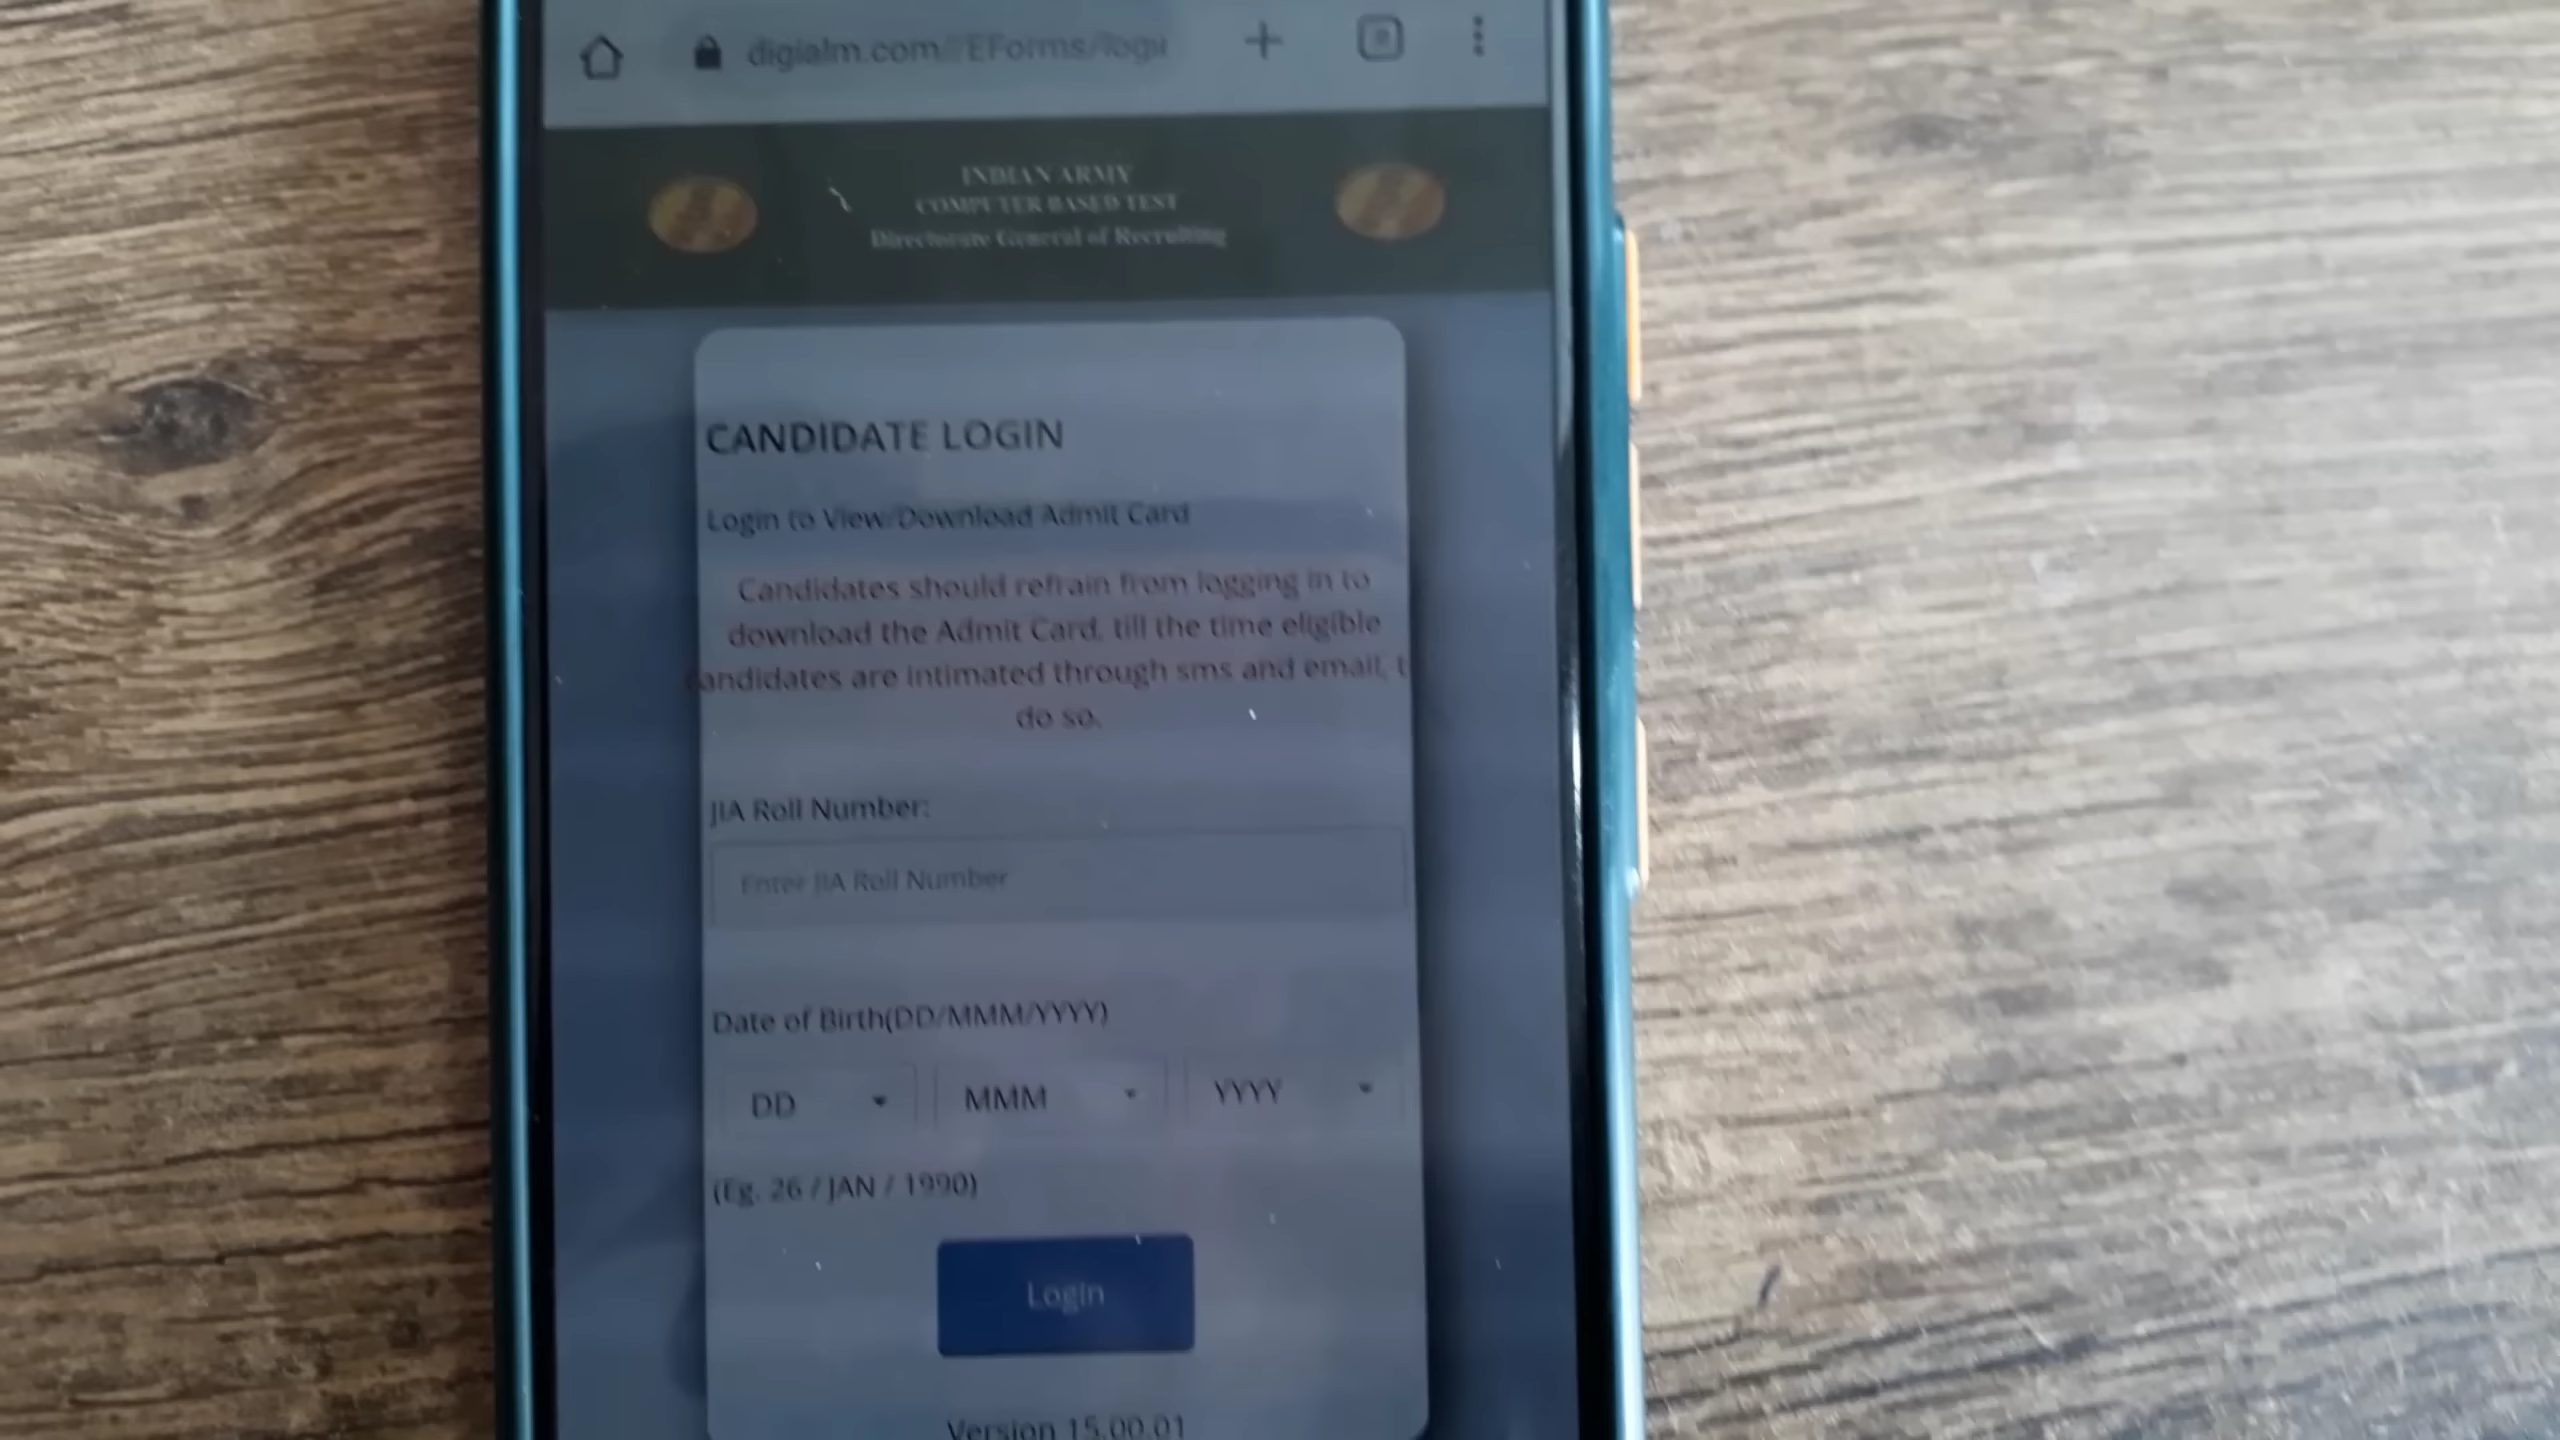 digialm.com//EForms/logi
INDIAN ARMY
COMPUTER BASED TEST
Directorate General of Recruiting
CANDIDATE LOGIN
Login to View/Download Admit Card
Candidates should refrain from logging in to
download the Admit Card, till the time eligible
candidates are intimated through sms and email, t
do so.
JIA Roll Number:
Enter JIA Roll Number
Date of Birth(DD/MMM/YYYY)
DD MMM YYYY
(Eg. 26 / JAN / 1990)
Login
Version 15.00.01